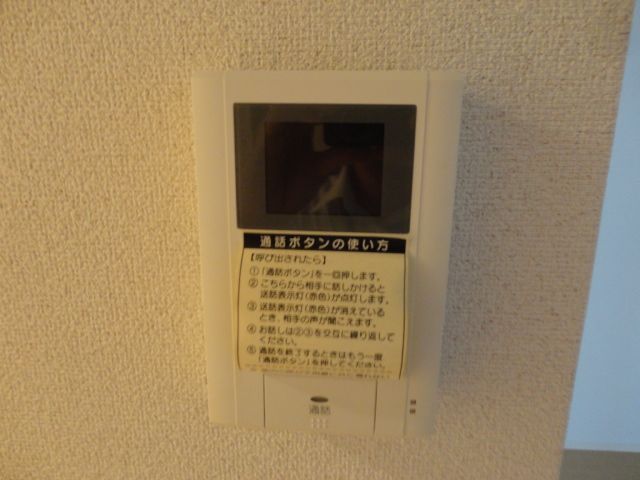 通話ボタンの使い方
【呼び出されたら】
①「通話ボタン」を一回押します。
② こちらから相手に話しかけると
送話表示灯(赤色)が点灯します。
③ 送話表示灯(赤色)が消えている
とき、相手の声が聞こえます。
④ お話しは②③を交互に繰り返して
ください。
⑤ 通話を終了するときはもう一度
「通話ボタン」を押してください。
通話